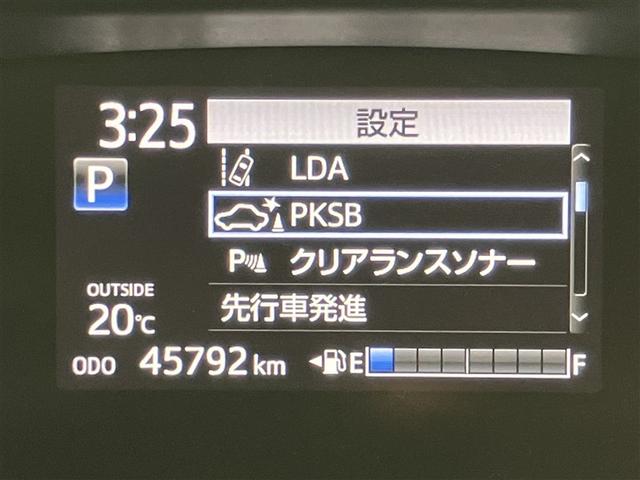 3:25
設定
P
LDA
PKSB
P クリアランスソナー
先行車発進
OUTSIDE
20℃
ODO 45792 km
E F